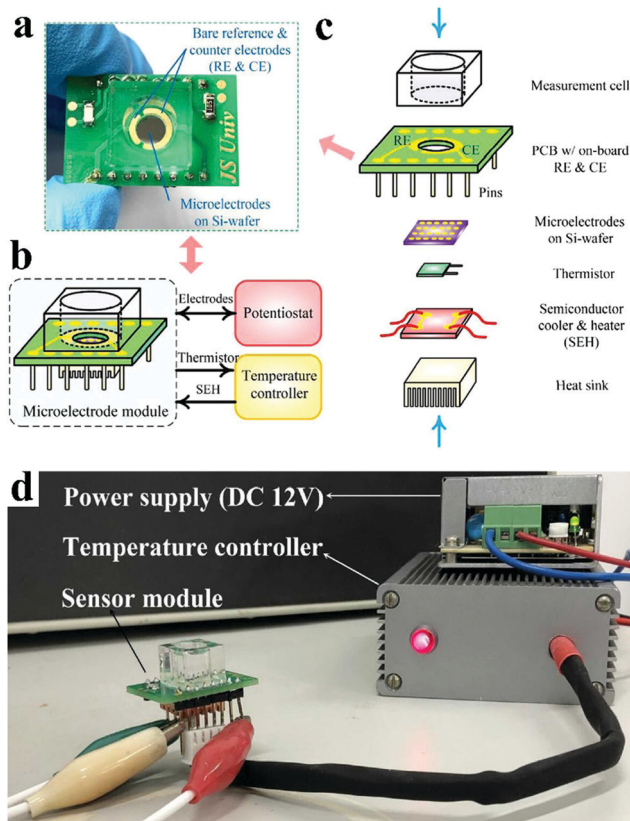 a
Bare reference &
counter electrodes
(RE & CE)
JS Univ
Microelectrodes
on Si-wafer
b
Electrodes
Potentiostat
Thermistor
SEH
Temperature
controller
Microelectrode module
c
Measurement cell
RE
CE
PCB w/ on-board
RE & CE
Pins
Microelectrodes
on Si-wafer
Thermistor
Semiconductor
cooler & heater
(SEH)
Heat sink
d
Power supply (DC 12V)
Temperature controller
Sensor module